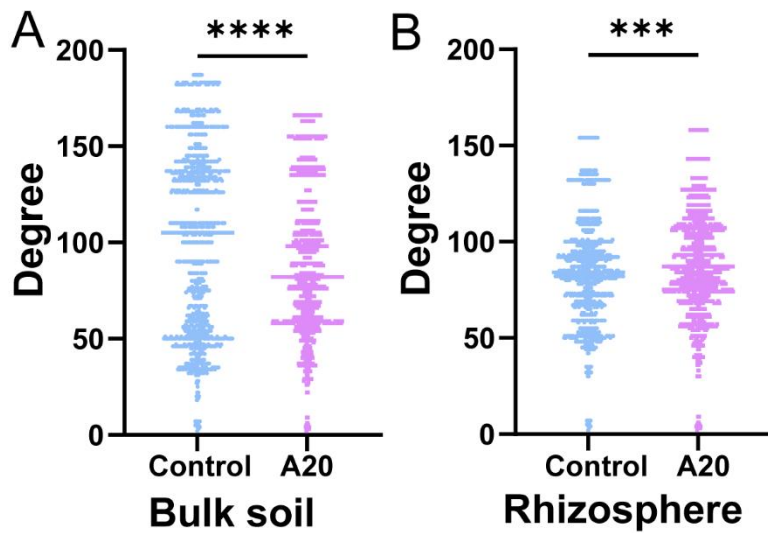 A
****
200
150
100
50
0
Degree
Control A20
Bulk soil
B
***
200
150
100
50
0
Degree
Control A20
Rhizosphere